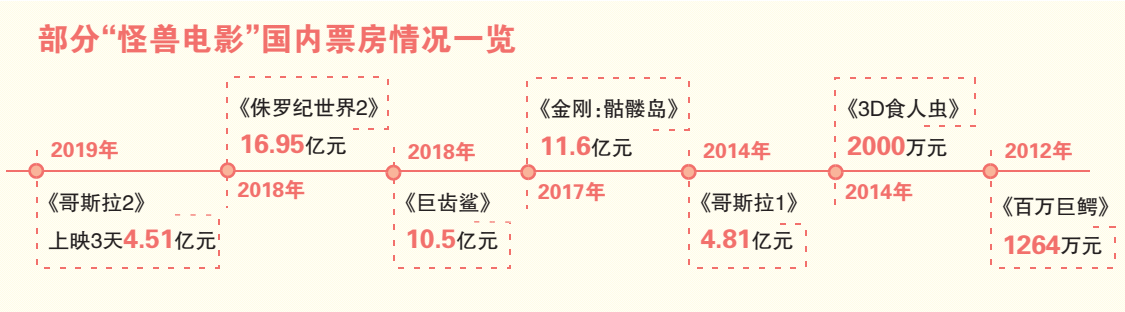 部分“怪兽电影”国内票房情况一览
2019年
《哥斯拉2》
上映3天4.51亿元
《侏罗纪世界2》
16.95亿元
2018年
2018年
《巨齿鲨》
10.5亿元
《金刚:骷髅岛》
11.6亿元
2017年
2014年
《哥斯拉1》
4.81亿元
《3D食人虫》
2000万元
2014年
2012年
《百万巨鳄》
1264万元